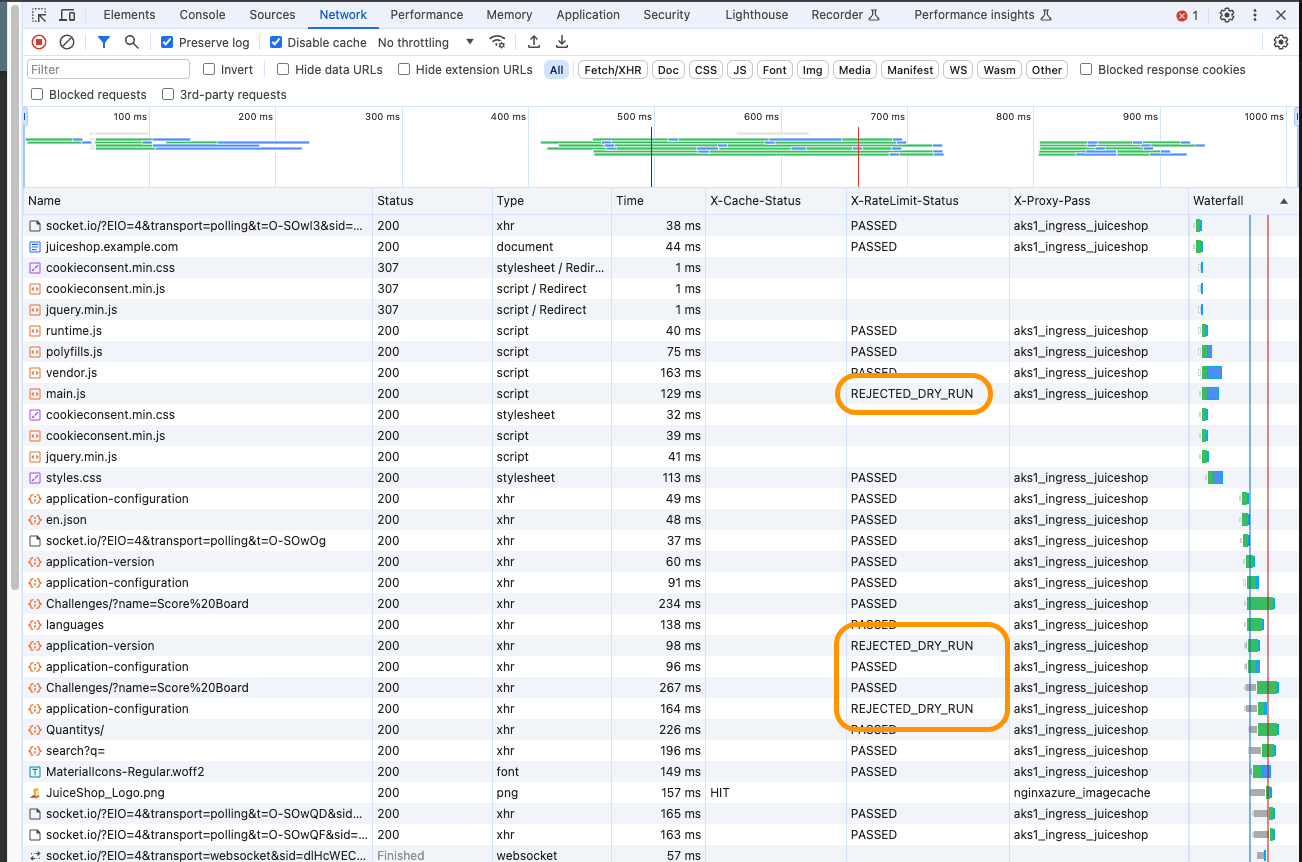 Elements Console Sources Network Performance Memory Application Security Lighthouse Recorder Performance insights 1
Preserve log Disable cache No throttling
Filter Invert Hide data URLs Hide extension URLs All Fetch/XHR Doc CSS JS Font Img Media Manifest WS Wasm Other Blocked response cookies
Blocked requests 3rd-party requests
100 ms 200 ms 300 ms 400 ms 500 ms 600 ms 700 ms 800 ms 900 ms 1000 ms
Name Status Type Time X-Cache-Status X-RateLimit-Status X-Proxy-Pass Waterfall
socket.io/?EIO=4&transport=polling&t=O-SOwI3&sid=... 200 xhr 38 ms PASSED aks1_ingress_juiceshop
juiceshop.example.com 200 document 44 ms PASSED aks1_ingress_juiceshop
cookieconsent.min.css 307 stylesheet / Redir... 1 ms
cookieconsent.min.js 307 script / Redirect 1 ms
jquery.min.js 307 script / Redirect 1 ms
runtime.js 200 script 40 ms PASSED aks1_ingress_juiceshop
polyfills.js 200 script 75 ms PASSED aks1_ingress_juiceshop
vendor.js 200 script 163 ms PASSED aks1_ingress_juiceshop
main.js 200 script 129 ms REJECTED_DRY_RUN aks1_ingress_juiceshop
cookieconsent.min.css 200 stylesheet 32 ms
cookieconsent.min.js 200 script 39 ms
jquery.min.js 200 script 41 ms
styles.css 200 stylesheet 113 ms PASSED aks1_ingress_juiceshop
application-configuration 200 xhr 49 ms PASSED aks1_ingress_juiceshop
en.json 200 xhr 48 ms PASSED aks1_ingress_juiceshop
socket.io/?EIO=4&transport=polling&t=O-SOwOg 200 xhr 37 ms PASSED aks1_ingress_juiceshop
application-version 200 xhr 60 ms PASSED aks1_ingress_juiceshop
application-configuration 200 xhr 91 ms PASSED aks1_ingress_juiceshop
Challenges/?name=Score%20Board 200 xhr 234 ms PASSED aks1_ingress_juiceshop
languages 200 xhr 138 ms PASSED aks1_ingress_juiceshop
application-version 200 xhr 98 ms REJECTED_DRY_RUN aks1_ingress_juiceshop
application-configuration 200 xhr 96 ms PASSED aks1_ingress_juiceshop
Challenges/?name=Score%20Board 200 xhr 267 ms PASSED aks1_ingress_juiceshop
application-configuration 200 xhr 164 ms REJECTED_DRY_RUN aks1_ingress_juiceshop
Quantitys/ 200 xhr 226 ms PASSED aks1_ingress_juiceshop
search?q= 200 xhr 196 ms PASSED aks1_ingress_juiceshop
MaterialIcons-Regular.woff2 200 font 149 ms PASSED aks1_ingress_juiceshop
JuiceShop_Logo.png 200 png 157 ms HIT nginxazure_imagecache
socket.io/?EIO=4&transport=polling&t=O-SOwQD&sid... 200 xhr 165 ms PASSED aks1_ingress_juiceshop
socket.io/?EIO=4&transport=polling&t=O-SOwQF&sid=... 200 xhr 163 ms PASSED aks1_ingress_juiceshop
socket.io/?EIO=4&transport=websocket&sid=dIHcWEC... Finished websocket 57 ms